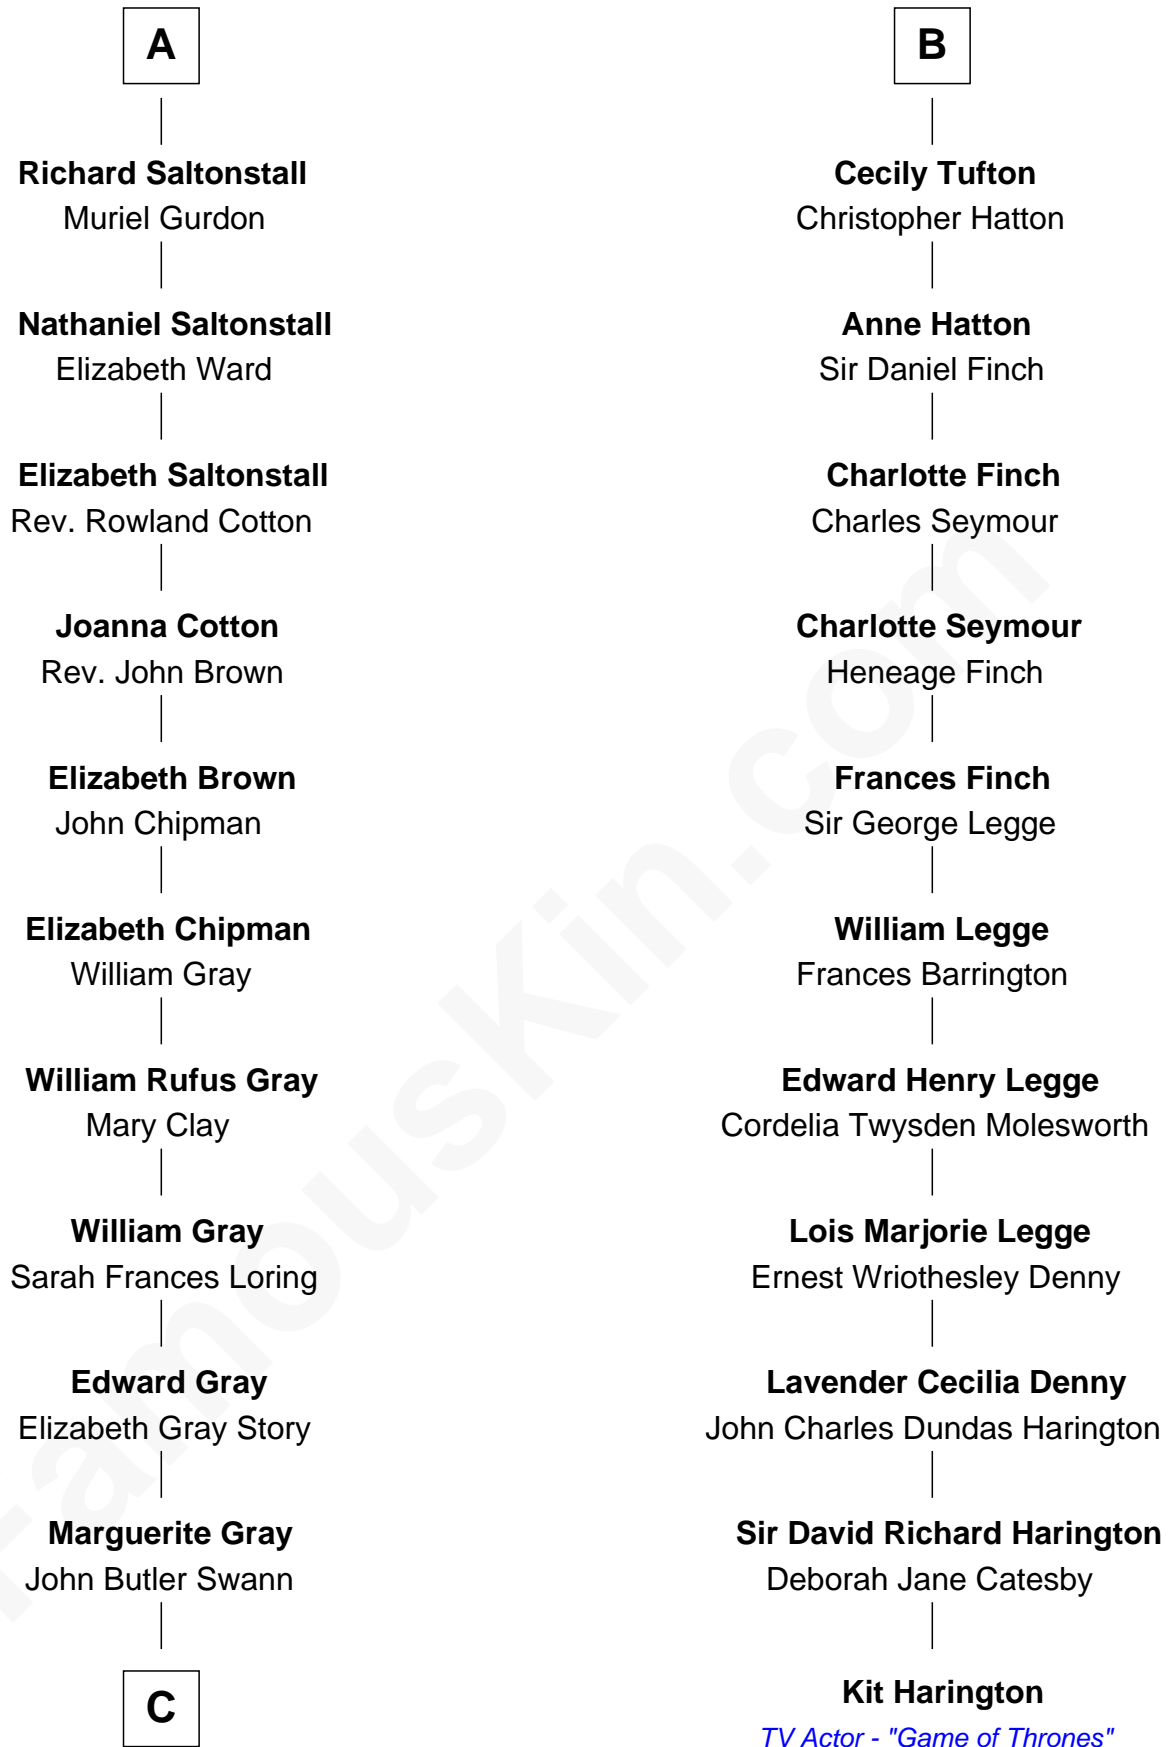 A
Richard Saltonstall
Muriel Gurdon
Nathaniel Saltonstall
Elizabeth Ward
Elizabeth Saltonstall
Rev. Rowland Cotton
Joanna Cotton
Rev. John Brown
Elizabeth Brown
John Chipman
Elizabeth Chipman
William Gray
William Rufus Gray
Mary Clay
William Gray
Sarah Frances Loring
Edward Gray
Elizabeth Gray Story
Marguerite Gray
John Butler Swann
C
B
Cecily Tufton
Christopher Hatton
Anne Hatton
Sir Daniel Finch
Charlotte Finch
Charles Seymour
Charlotte Seymour
Heneage Finch
Frances Finch
Sir George Legge
William Legge
Frances Barrington
Edward Henry Legge
Cordelia Twysden Molesworth
Lois Marjorie Legge
Ernest Wriothesley Denny
Lavender Cecilia Denny
John Charles Dundas Harington
Sir David Richard Harington
Deborah Jane Catesby
Kit Harington
TV Actor - "Game of Thrones"
FamousKin.com